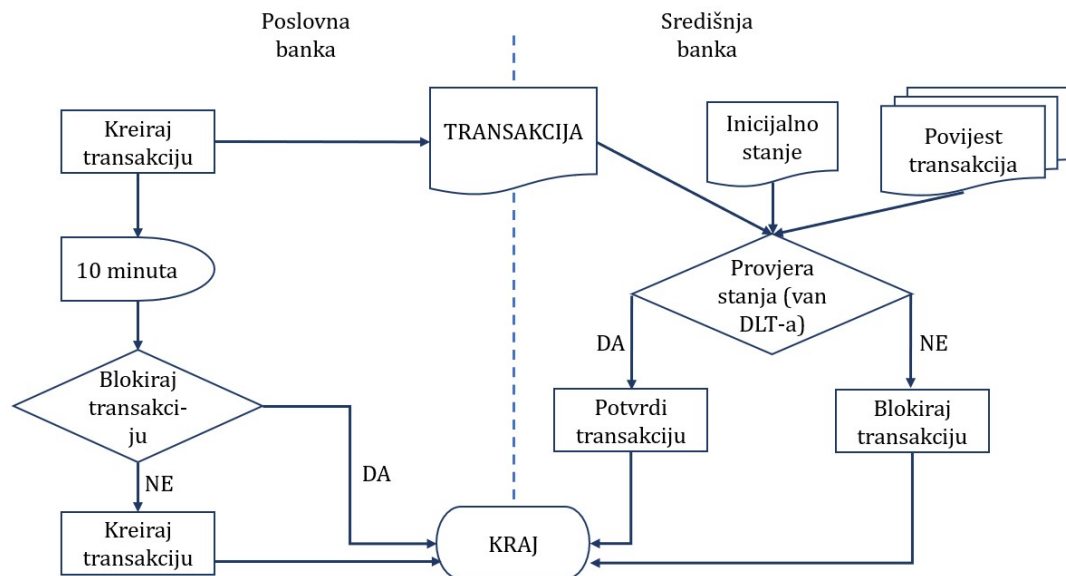 Poslovna
banka
Središnja
banka
Kreiraj
transakciju
TRANSAKCIJA
Inicijalno
stanje
Povijest
transakcija
10 minuta
Provjera
stanja (van
DLT-a)
DA
NE
Blokiraj
transakci-
ju
Potvrdi
transakciju
Blokiraj
transakciju
NE
DA
Kreiraj
transakciju
KRAJ